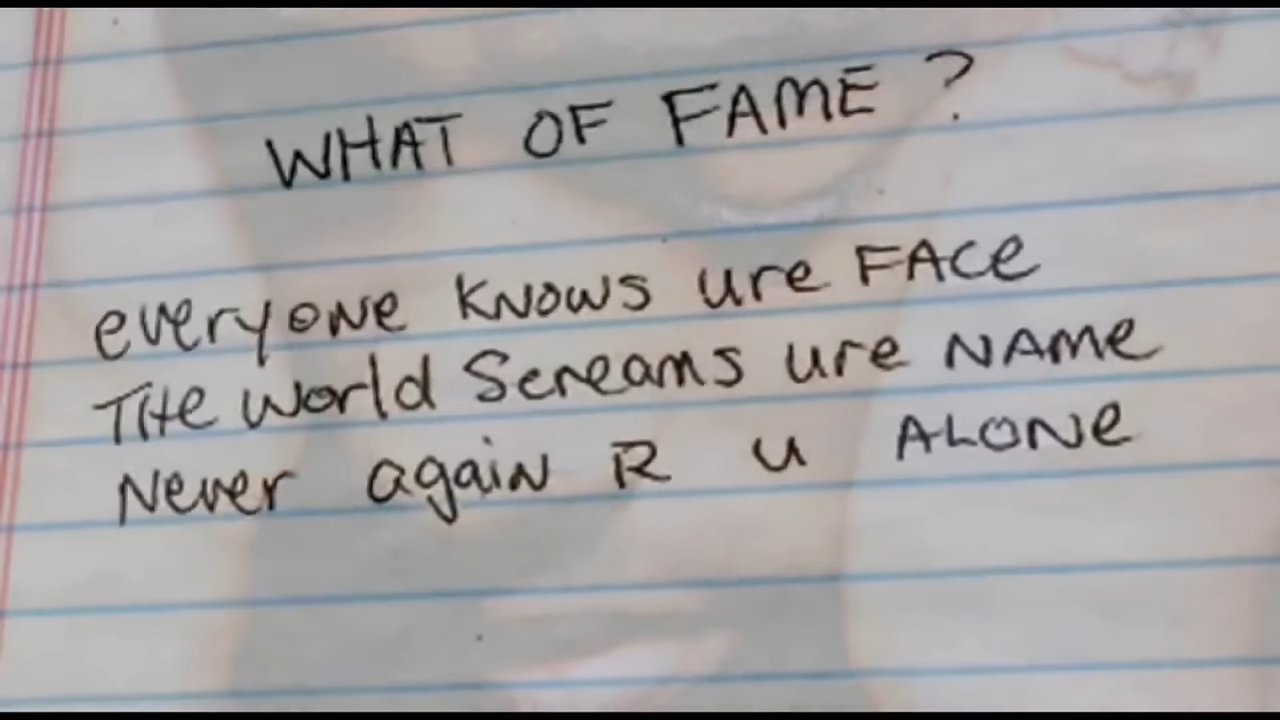 WHAT OF FAME ?
everyone KNOWS ure FACe
THe World Screams ure NAMe
Never again R u ALONe